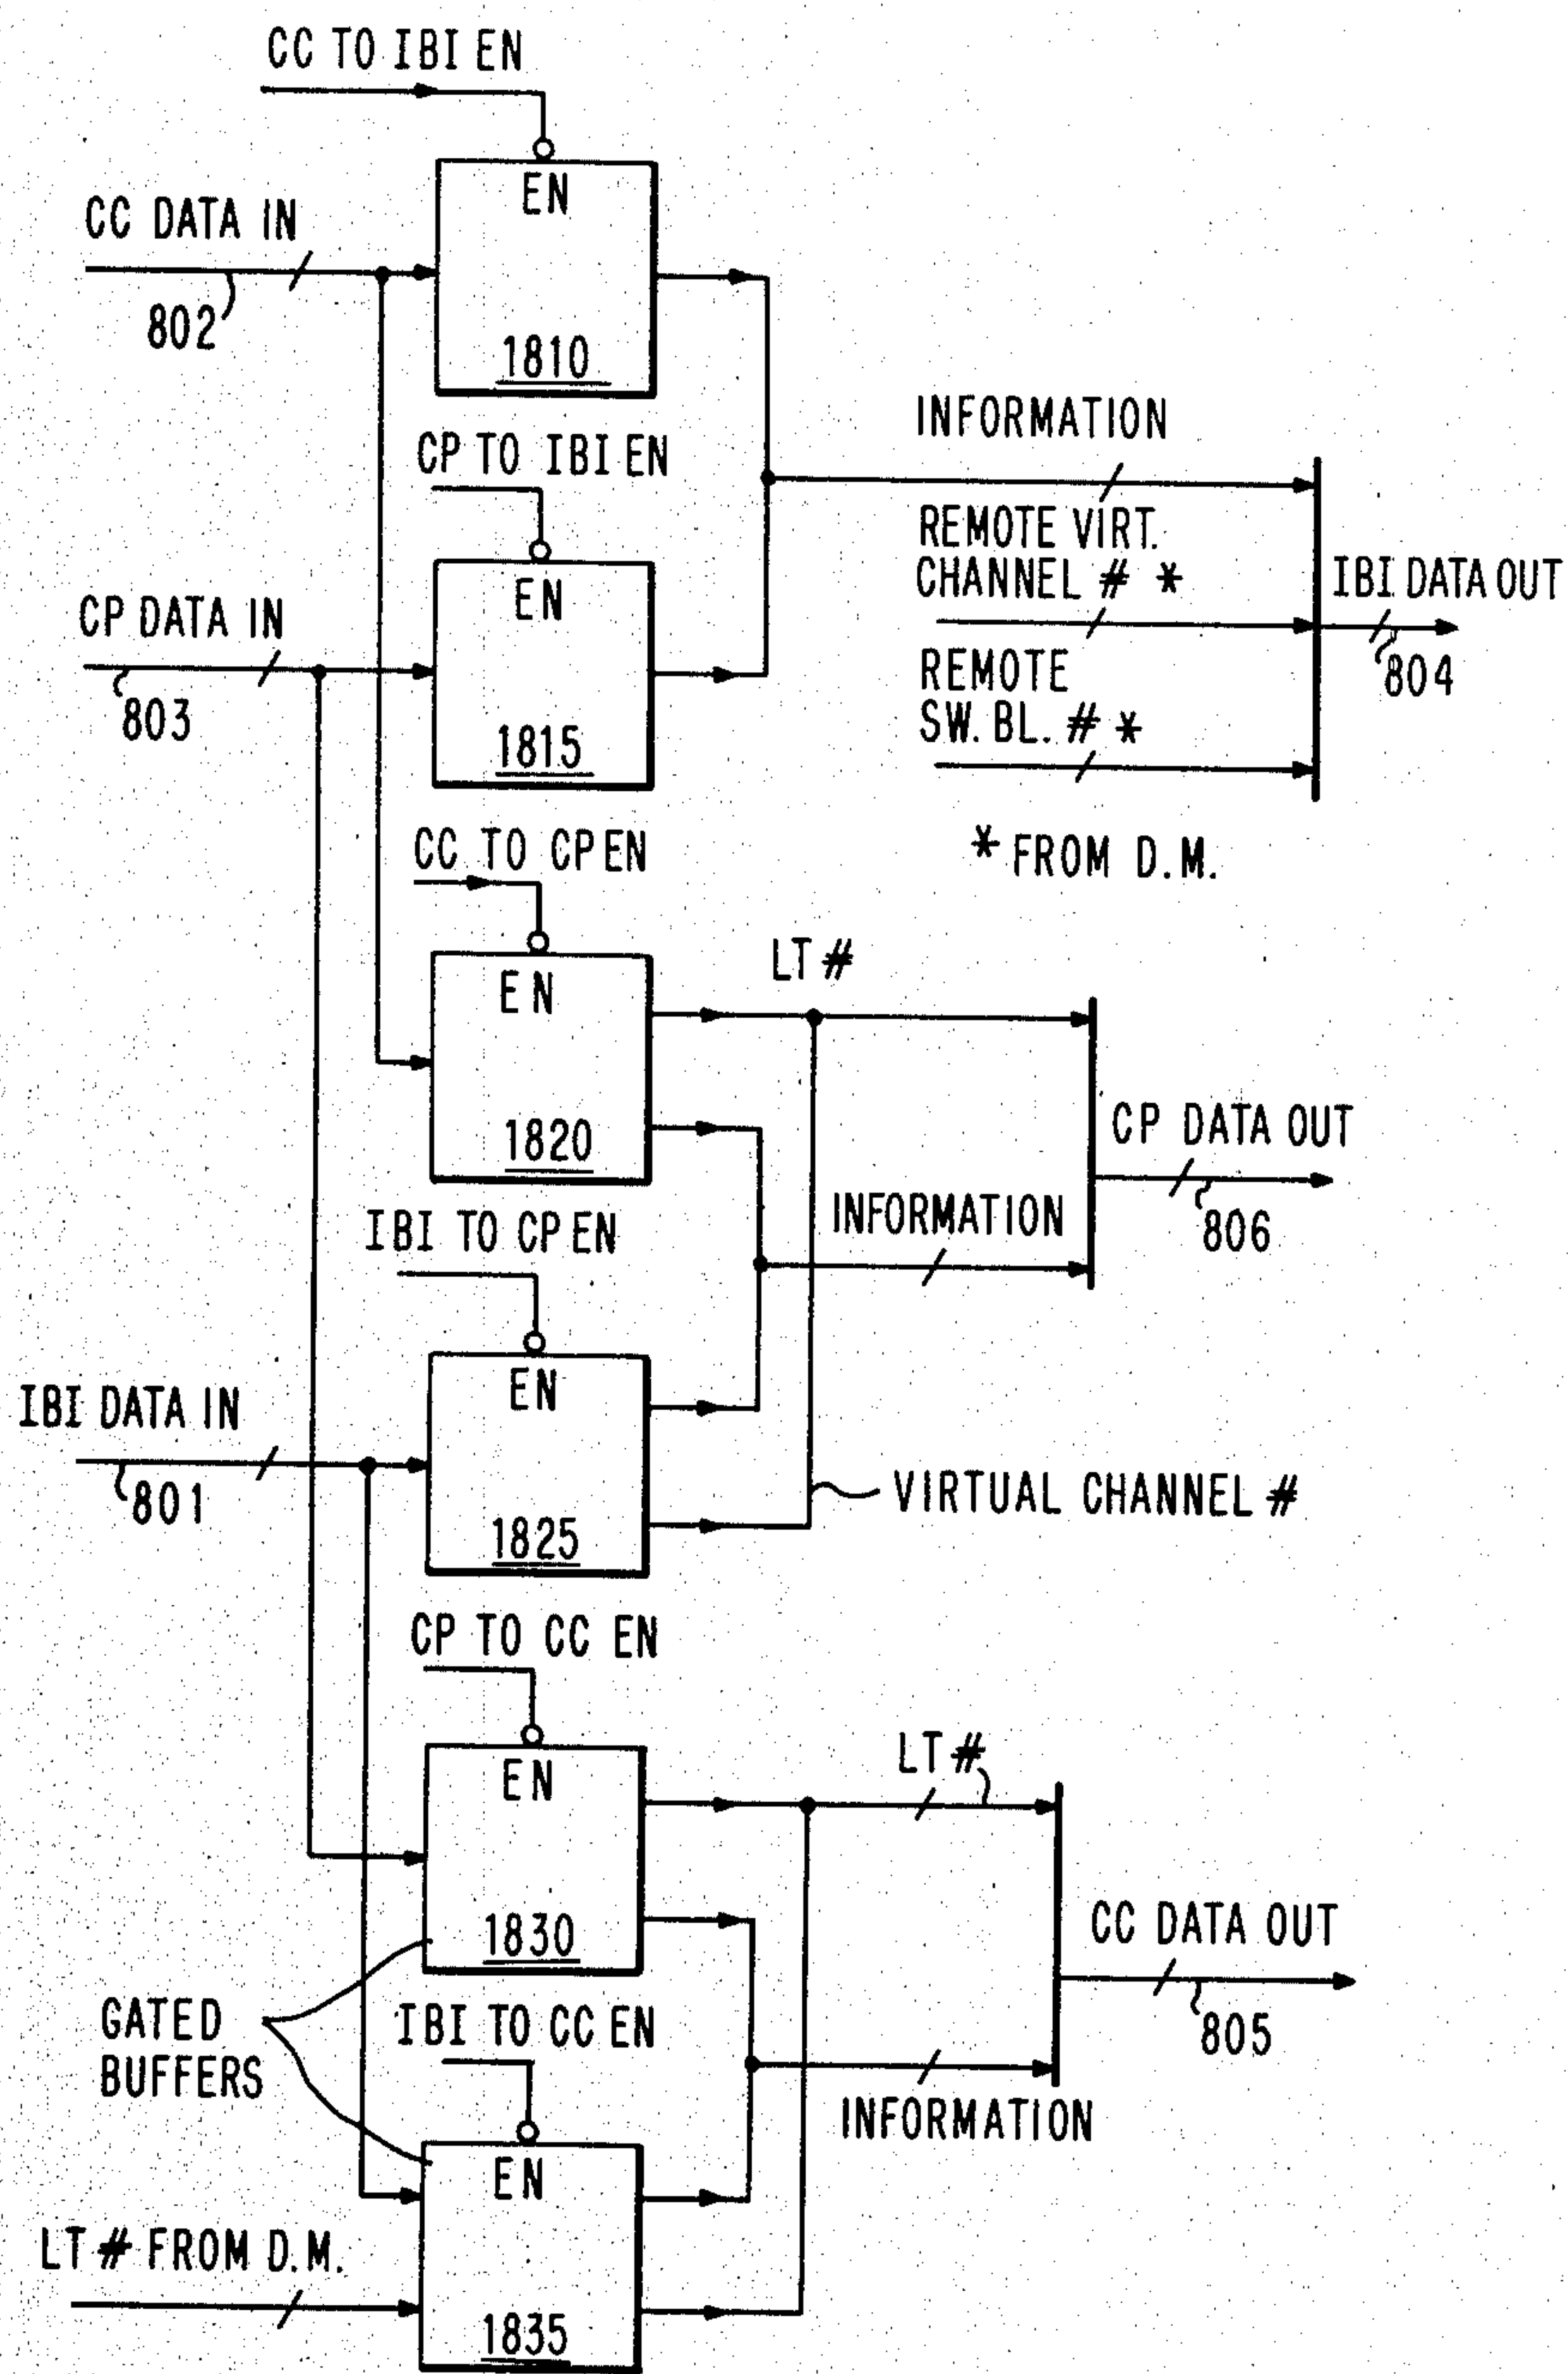 CC TO IBI EN
EN
CC DATA IN
802
1810
INFORMATION
CP TO IBI EN
REMOTE VIRT.
CHANNEL # *
IBI DATA OUT
EN
CP DATA IN
REMOTE
SW. BL. # *
804
803
1815
CC TO CP EN
* FROM D.M.
LT #
EN
CP DATA OUT
1820
INFORMATION
806
IBI TO CP EN
EN
IBI DATA IN
VIRTUAL CHANNEL #
801
1825
CP TO CC EN
LT #
EN
CC DATA OUT
1830
GATED
BUFFERS
IBI TO CC EN
805
INFORMATION
EN
LT # FROM D.M.
1835